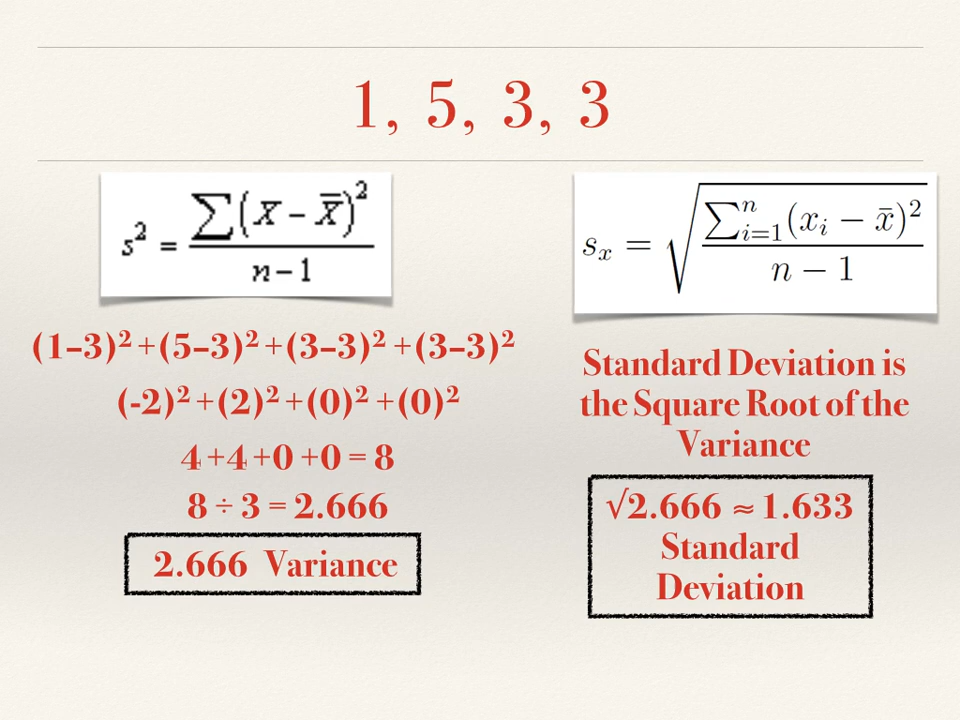 1, 5, 3, 3
s² = ∑(X – X̄)² / n – 1
(1–3)² + (5–3)² + (3–3)² + (3–3)²
(-2)² + (2)² + (0)² + (0)²
4 + 4 + 0 + 0 = 8
8 ÷ 3 = 2.666
2.666 Variance
sₓ = √(∑ⁿᵢ₌₁(xᵢ − x̄)² / n − 1)
Standard Deviation is
the Square Root of the
Variance
√2.666 ≈ 1.633
Standard
Deviation